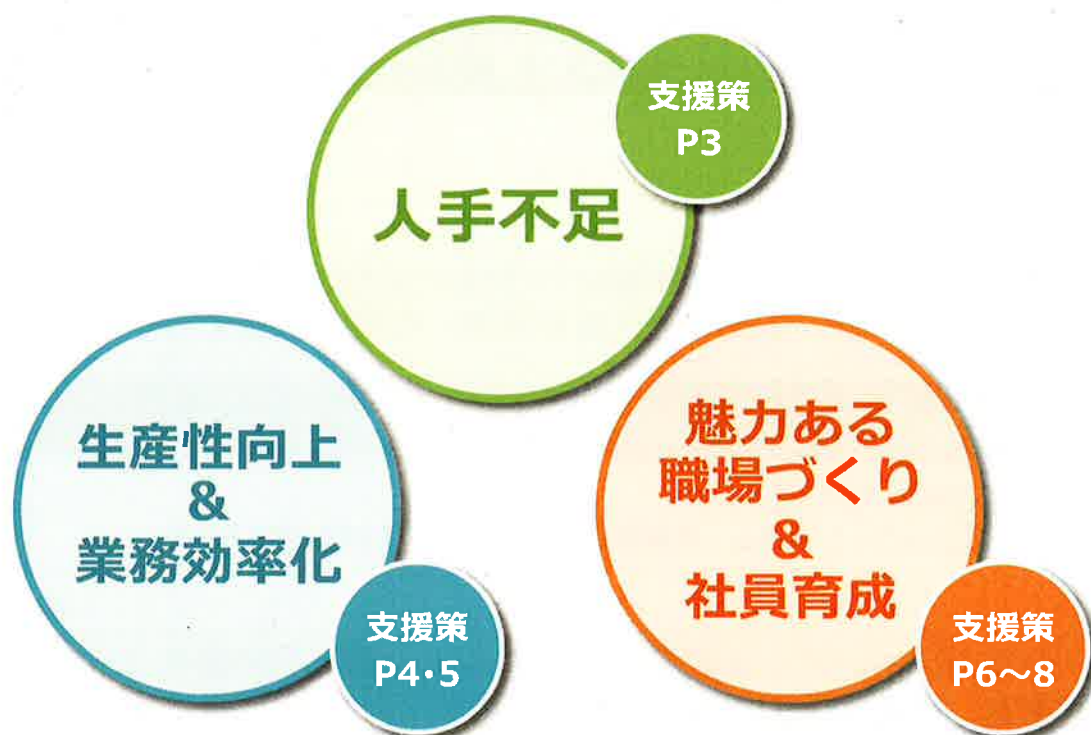 支援策
P3
人手不足
生産性向上
&
業務効率化
支援策
P4・5
魅力ある
職場づくり
&
社員育成
支援策
P6～8